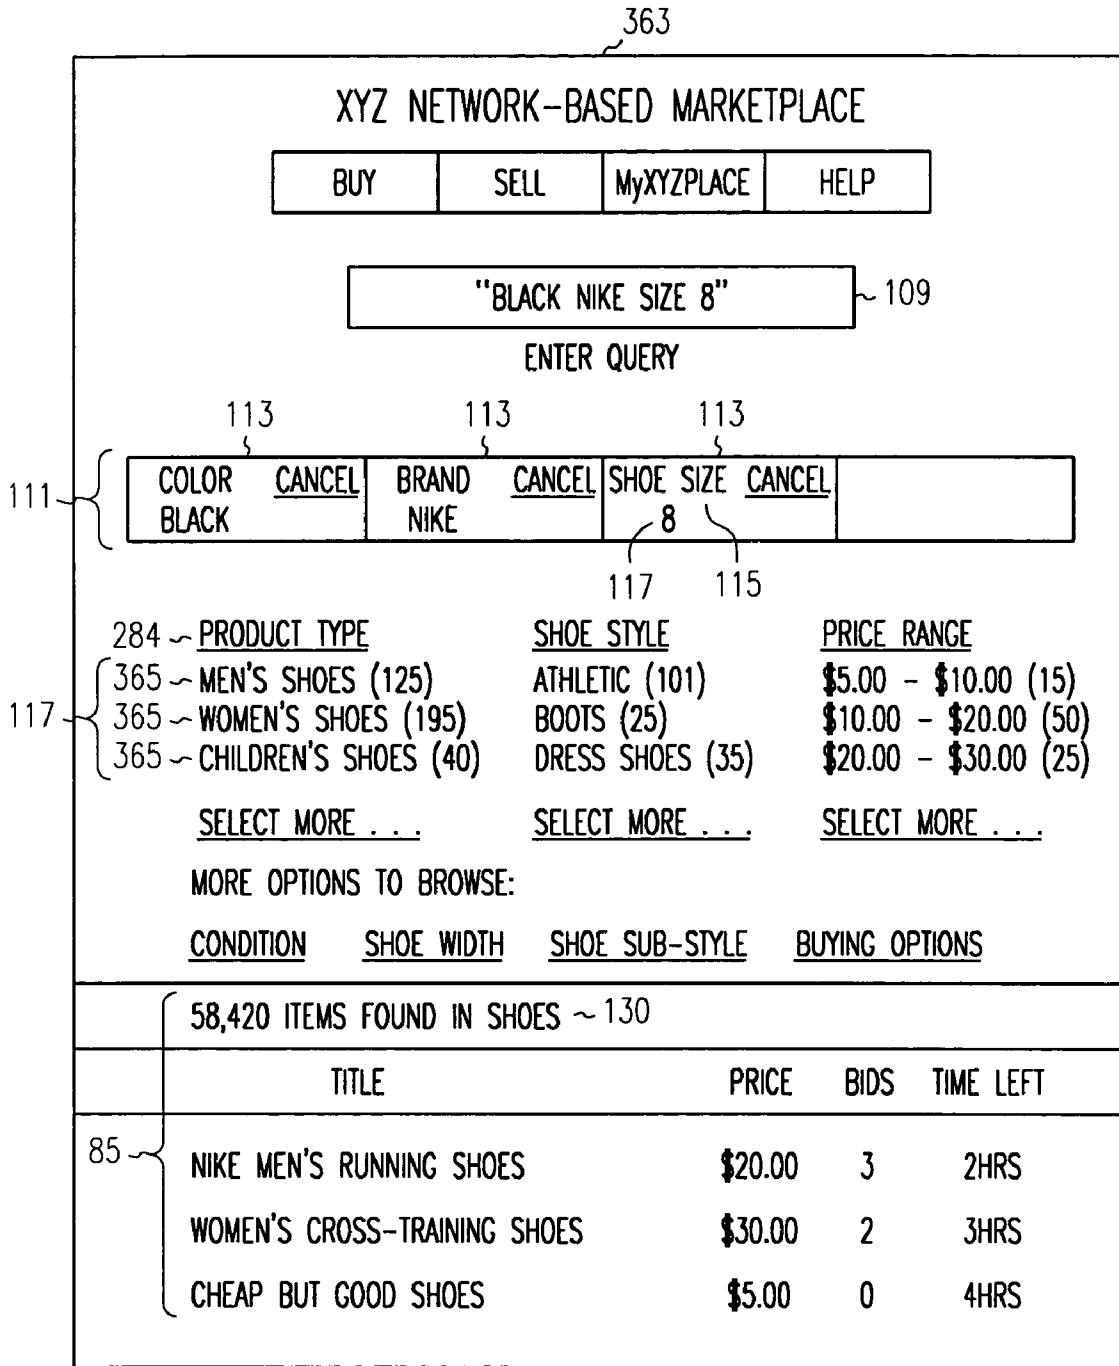 363
XYZ NETWORK-BASED MARKETPLACE
BUY SELL MyXYZPLACE HELP
"BLACK NIKE SIZE 8" 109
ENTER QUERY
113 113 113
COLOR CANCEL BRAND CANCEL SHOE SIZE CANCEL
111
BLACK NIKE 8
117 115
284 PRODUCT TYPE SHOE STYLE PRICE RANGE
365 MEN'S SHOES (125) ATHLETIC (101) $5.00 - $10.00 (15)
117 365 WOMEN'S SHOES (195) BOOTS (25) $10.00 - $20.00 (50)
365 CHILDREN'S SHOES (40) DRESS SHOES (35) $20.00 - $30.00 (25)
SELECT MORE . . . SELECT MORE . . . SELECT MORE . . .
MORE OPTIONS TO BROWSE:
CONDITION SHOE WIDTH SHOE SUB-STYLE BUYING OPTIONS
58,420 ITEMS FOUND IN SHOES 130
TITLE PRICE BIDS TIME LEFT
85
NIKE MEN'S RUNNING SHOES $20.00 3 2HRS
WOMEN'S CROSS-TRAINING SHOES $30.00 2 3HRS
CHEAP BUT GOOD SHOES $5.00 0 4HRS